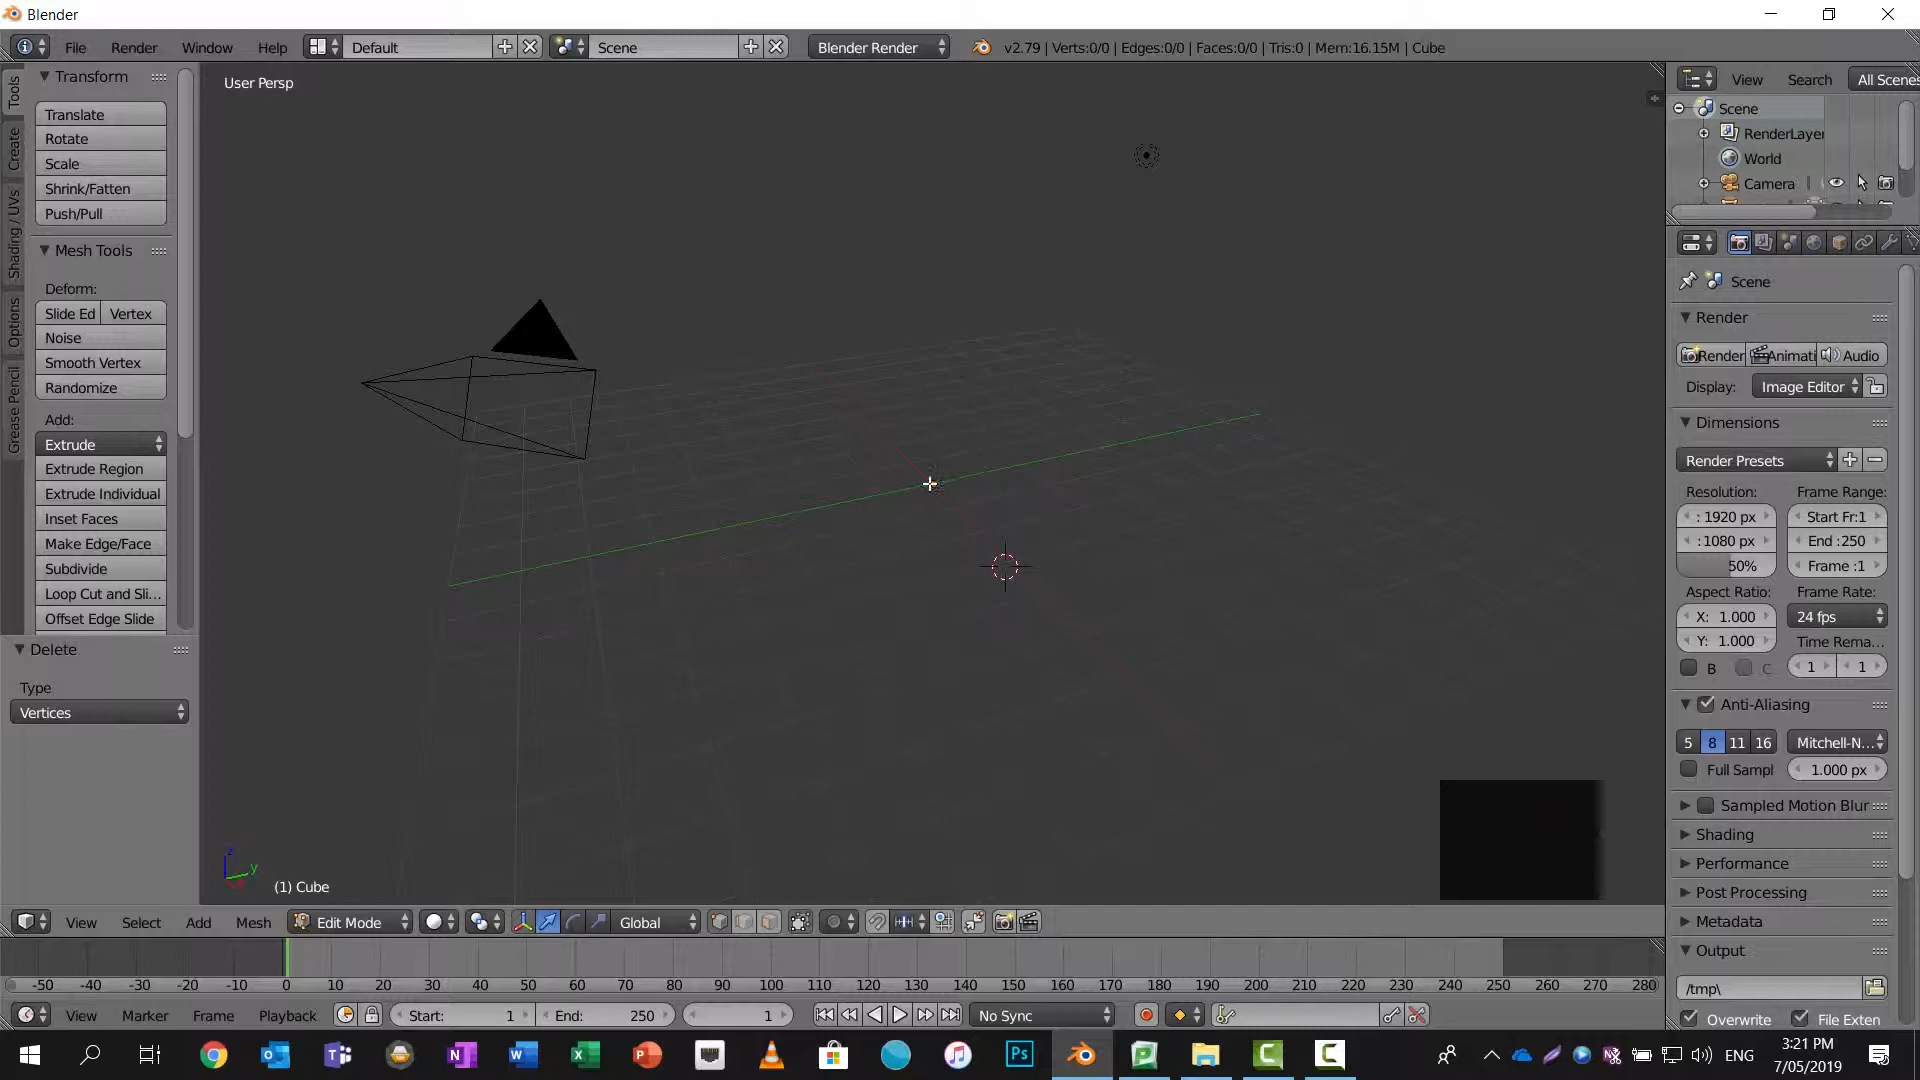 Blender
File Render Window Help Default Scene Blender Render v2.79 | Verts:0/0 | Edges:0/0 | Faces:0/0 | Tris:0 | Mem:16.15M | Cube
Tools
Create
Shading / UVs
Options
Grease Pencil
Transform
Translate
Rotate
Scale
Shrink/Fatten
Push/Pull
Mesh Tools
Deform:
Slide Ed Vertex
Noise
Smooth Vertex
Randomize
Add:
Extrude
Extrude Region
Extrude Individual
Inset Faces
Make Edge/Face
Subdivide
Loop Cut and Sli...
Offset Edge Slide
Delete
Type
Vertices
User Persp
z
y
(1) Cube
View Search All Scenes
Scene
RenderLayer
World
Camera
Scene
Render
Render Animati Audio
Display: Image Editor
Dimensions
Render Presets
Resolution: Frame Range:
: 1920 px Start Fr:1
:1080 px End :250
50% Frame :1
Aspect Ratio: Frame Rate:
X: 1.000 24 fps
Y: 1.000 Time Rema...
B C 1 1
Anti-Aliasing
5 8 11 16 Mitchell-N...
Full Sampl 1.000 px
Sampled Motion Blur
Shading
Performance
Post Processing
Metadata
Output
/tmp\
Overwrite File Exten
View Select Add Mesh Edit Mode Global
-50 -40 -30 -20 -10 0 10 20 30 40 50 60 70 80 90 100 110 120 130 140 150 160 170 180 190 200 210 220 230 240 250 260 270 280
View Marker Frame Playback Start: 1 End: 250 1 No Sync
ENG
3:21 PM
7/05/2019